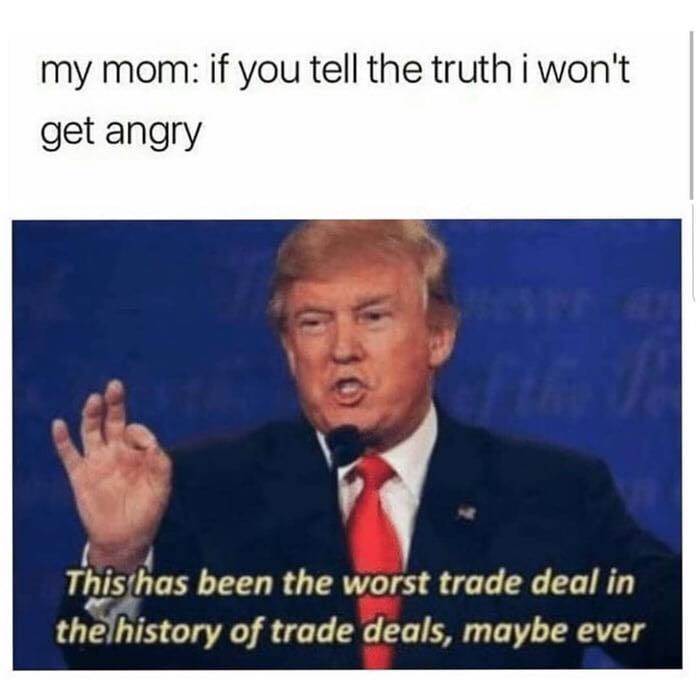 my mom: if you tell the truth i won't
get angry
This has been the worst trade deal in
the history of trade deals, maybe ever